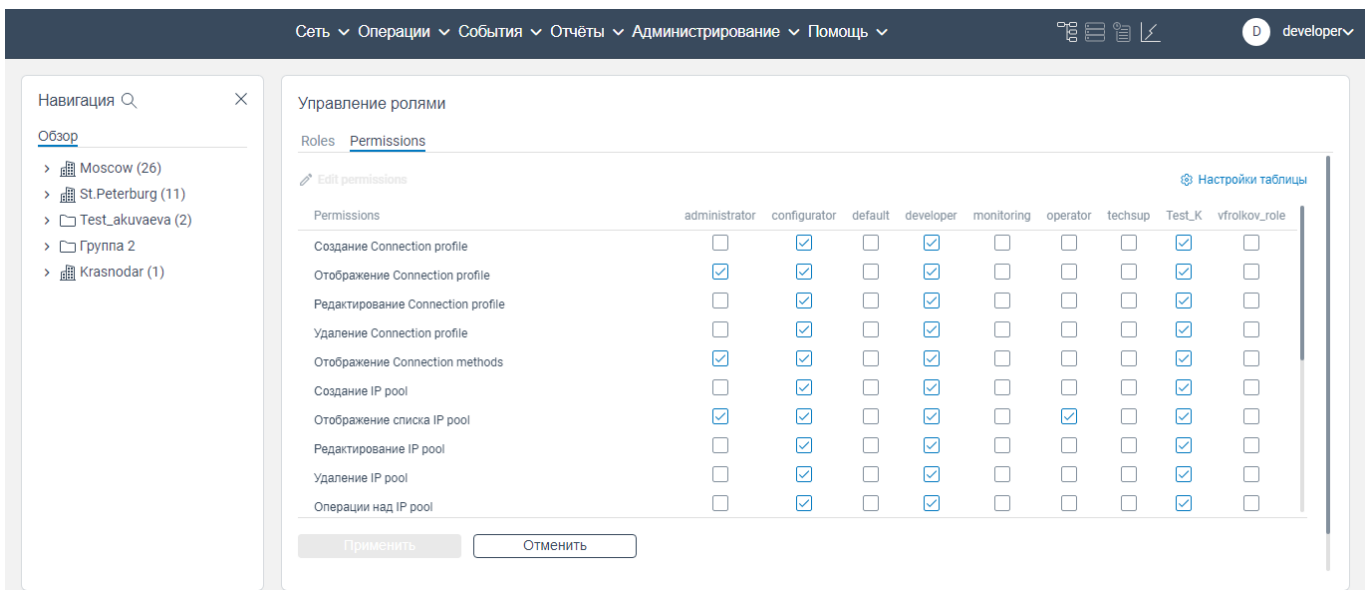 Сеть Операции События Отчёты Администрирование Помощь D developer
Навигация
Обзор
Moscow (26)
St.Peterburg (11)
Test_akuvaeva (2)
Группа 2
Krasnodar (1)
Управление ролями
Roles Permissions
Edit permissions Настройки таблицы
Permissions administrator configurator default developer monitoring operator techsup Test_K vfrolkov_role
Создание Connection profile
Отображение Connection profile
Редактирование Connection profile
Удаление Connection profile
Отображение Connection methods
Создание IP pool
Отображение списка IP pool
Редактирование IP pool
Удаление IP pool
Операции над IP pool
Применить Отменить